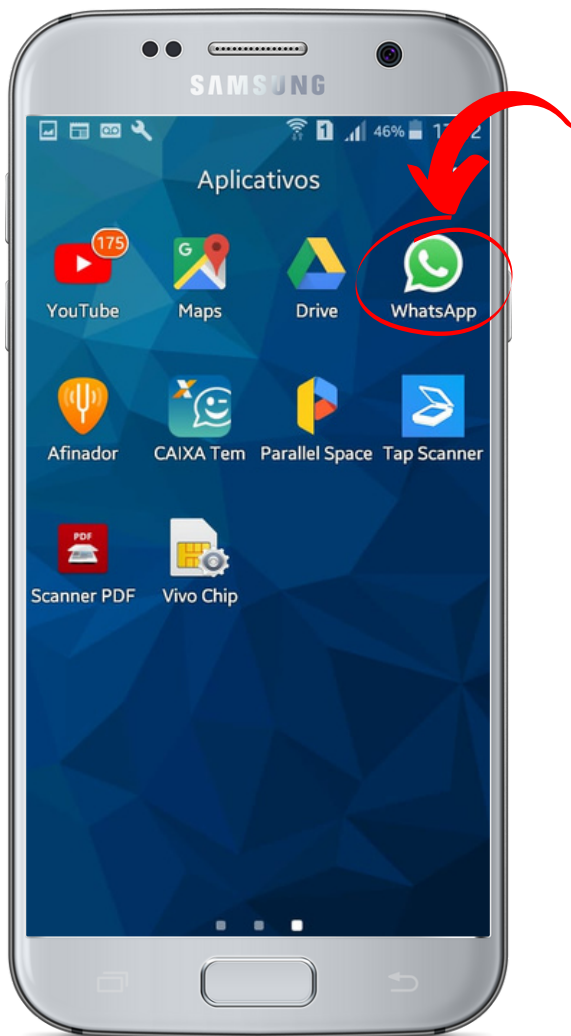 SAMSUNG
1 46%
Aplicativos
175
G
YouTube Maps Drive WhatsApp
X
Afinador CAIXA Tem Parallel Space Tap Scanner
PDF
Scanner PDF Vivo Chip